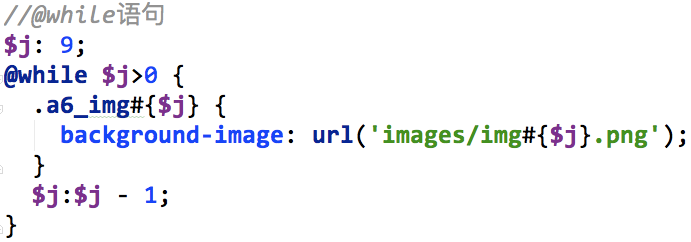 //@while语句
$j: 9;
@while $j>0 {
.a6_img#{$j} {
background-image: url('images/img#{$j}.png');
}
$j:$j - 1;
}